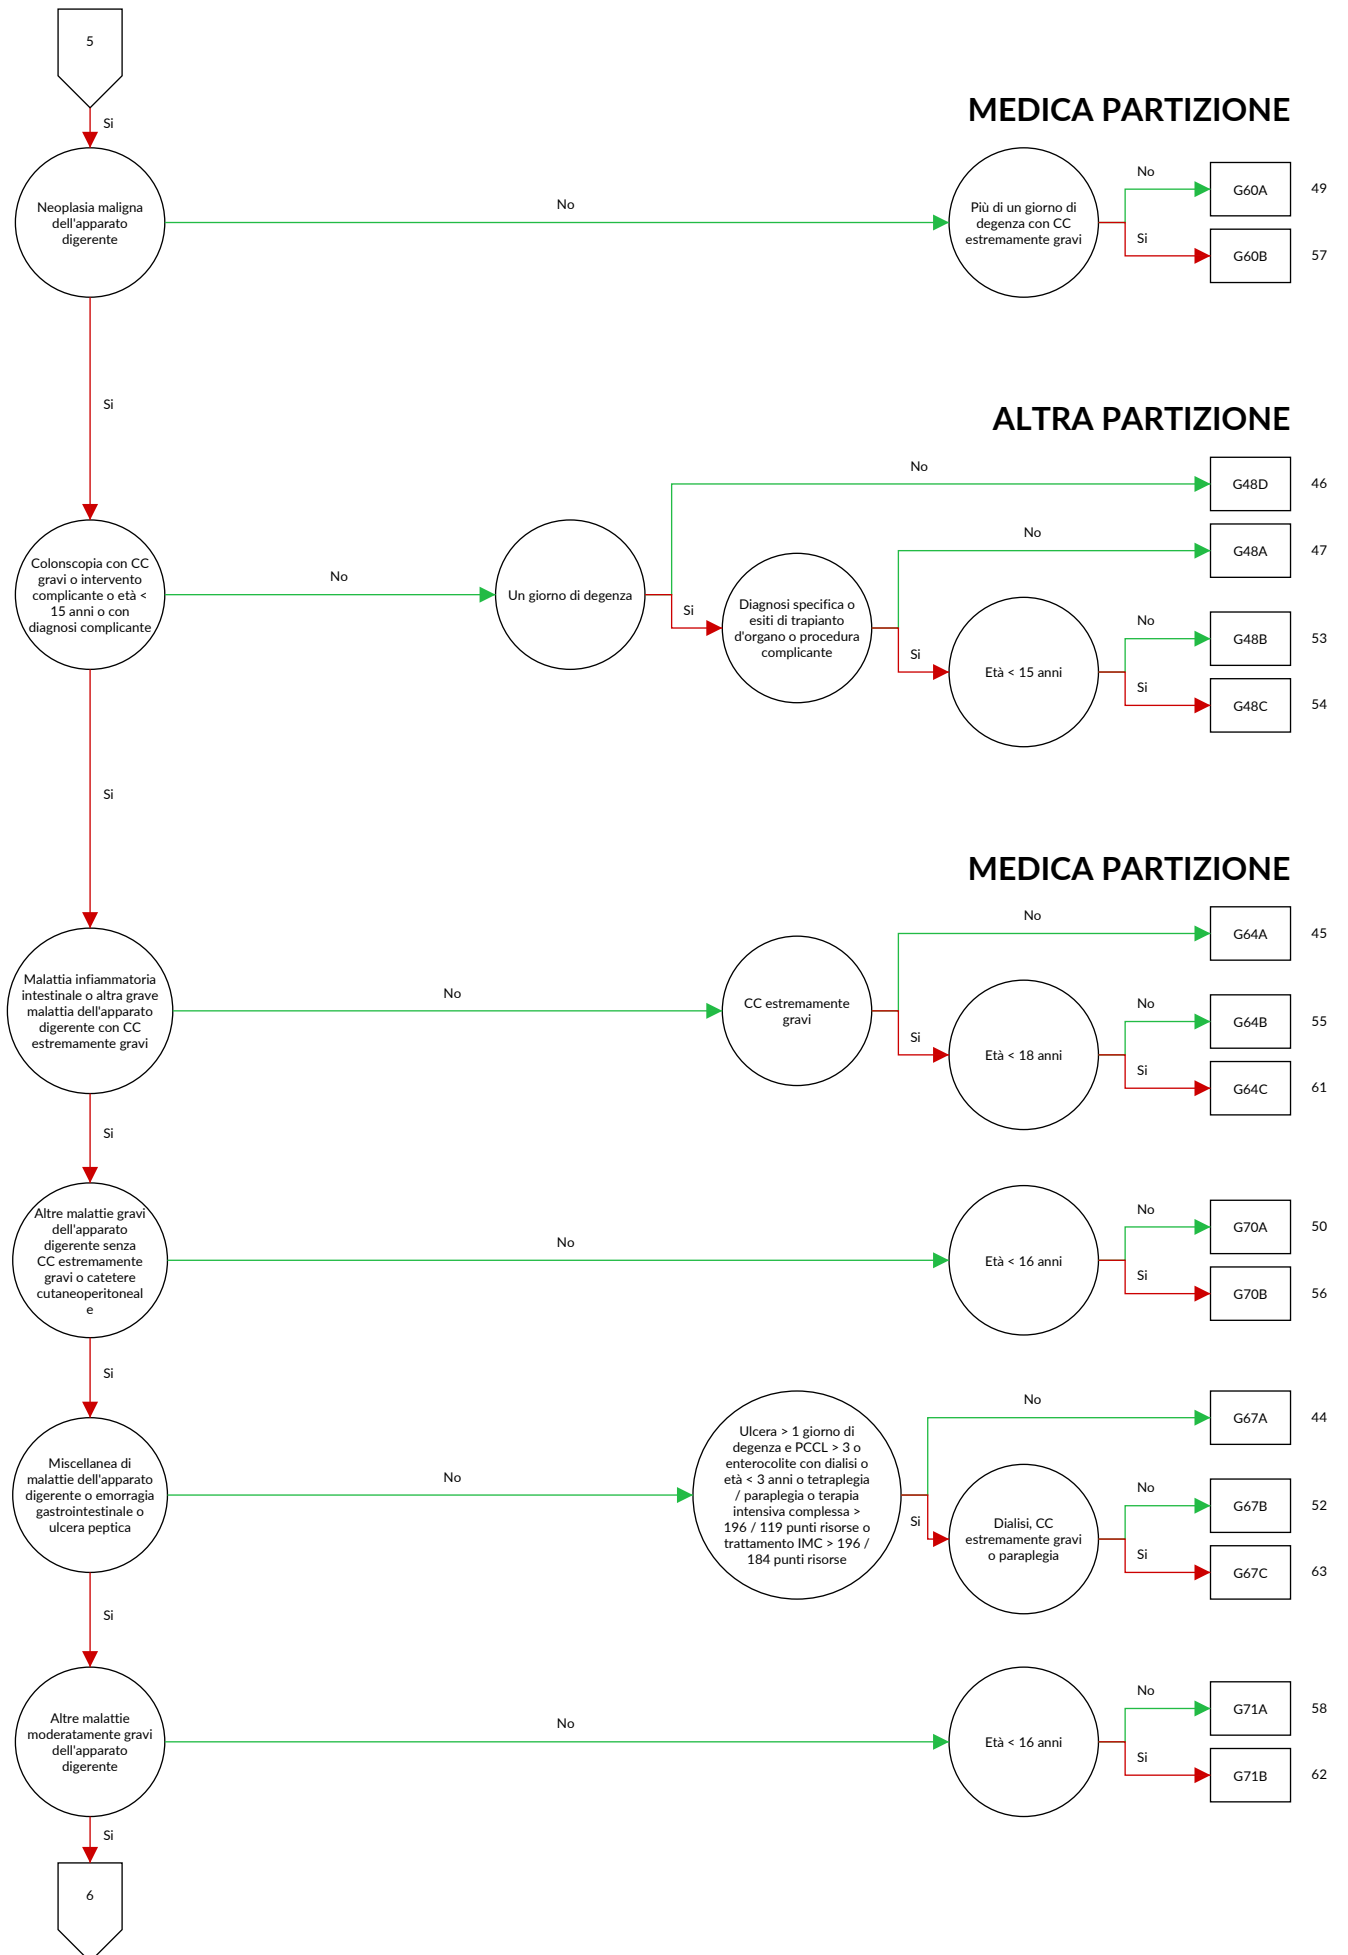 5
Si
MEDICA PARTIZIONE
Neoplasia maligna
dell'apparato
digerente
No
Più di un giorno di
degenza con CC
estremamente gravi
No
G60A
49
Si
G60B
57
Si
ALTRA PARTIZIONE
Colonscopia con CC
gravi o intervento
complicante o età <
15 anni o con
diagnosi complicante
No
Un giorno di degenza
No
G48D
46
Si
Diagnosi specifica o
esiti di trapianto
d'organo o procedura
complicante
No
G48A
47
Si
Età < 15 anni
No
G48B
53
Si
G48C
54
Si
MEDICA PARTIZIONE
Malattia infiammatoria
intestinale o altra grave
malattia dell'apparato
digerente con CC
estremamente gravi
No
CC estremamente
gravi
No
G64A
45
Si
Età < 18 anni
No
G64B
55
Si
G64C
61
Si
Altre malattie gravi
dell'apparato
digerente senza
CC estremamente
gravi o catetere
cutaneoperitoneal
e
No
Età < 16 anni
No
G70A
50
Si
G70B
56
Si
Miscellanea di
malattie dell'apparato
digerente o emorragia
gastrointestinale o
ulcera peptica
No
Ulcera > 1 giorno di
degenza e PCCL > 3 o
enterocolite con dialisi o
età < 3 anni o tetraplegia
/ paraplegia o terapia
intensiva complessa >
196 / 119 punti risorse o
trattamento IMC > 196 /
184 punti risorse
No
G67A
44
Si
Dialisi, CC
estremamente gravi
o paraplegia
No
G67B
52
Si
G67C
63
Si
Altre malattie
moderatamente gravi
dell'apparato
digerente
No
Età < 16 anni
No
G71A
58
Si
G71B
62
Si
6